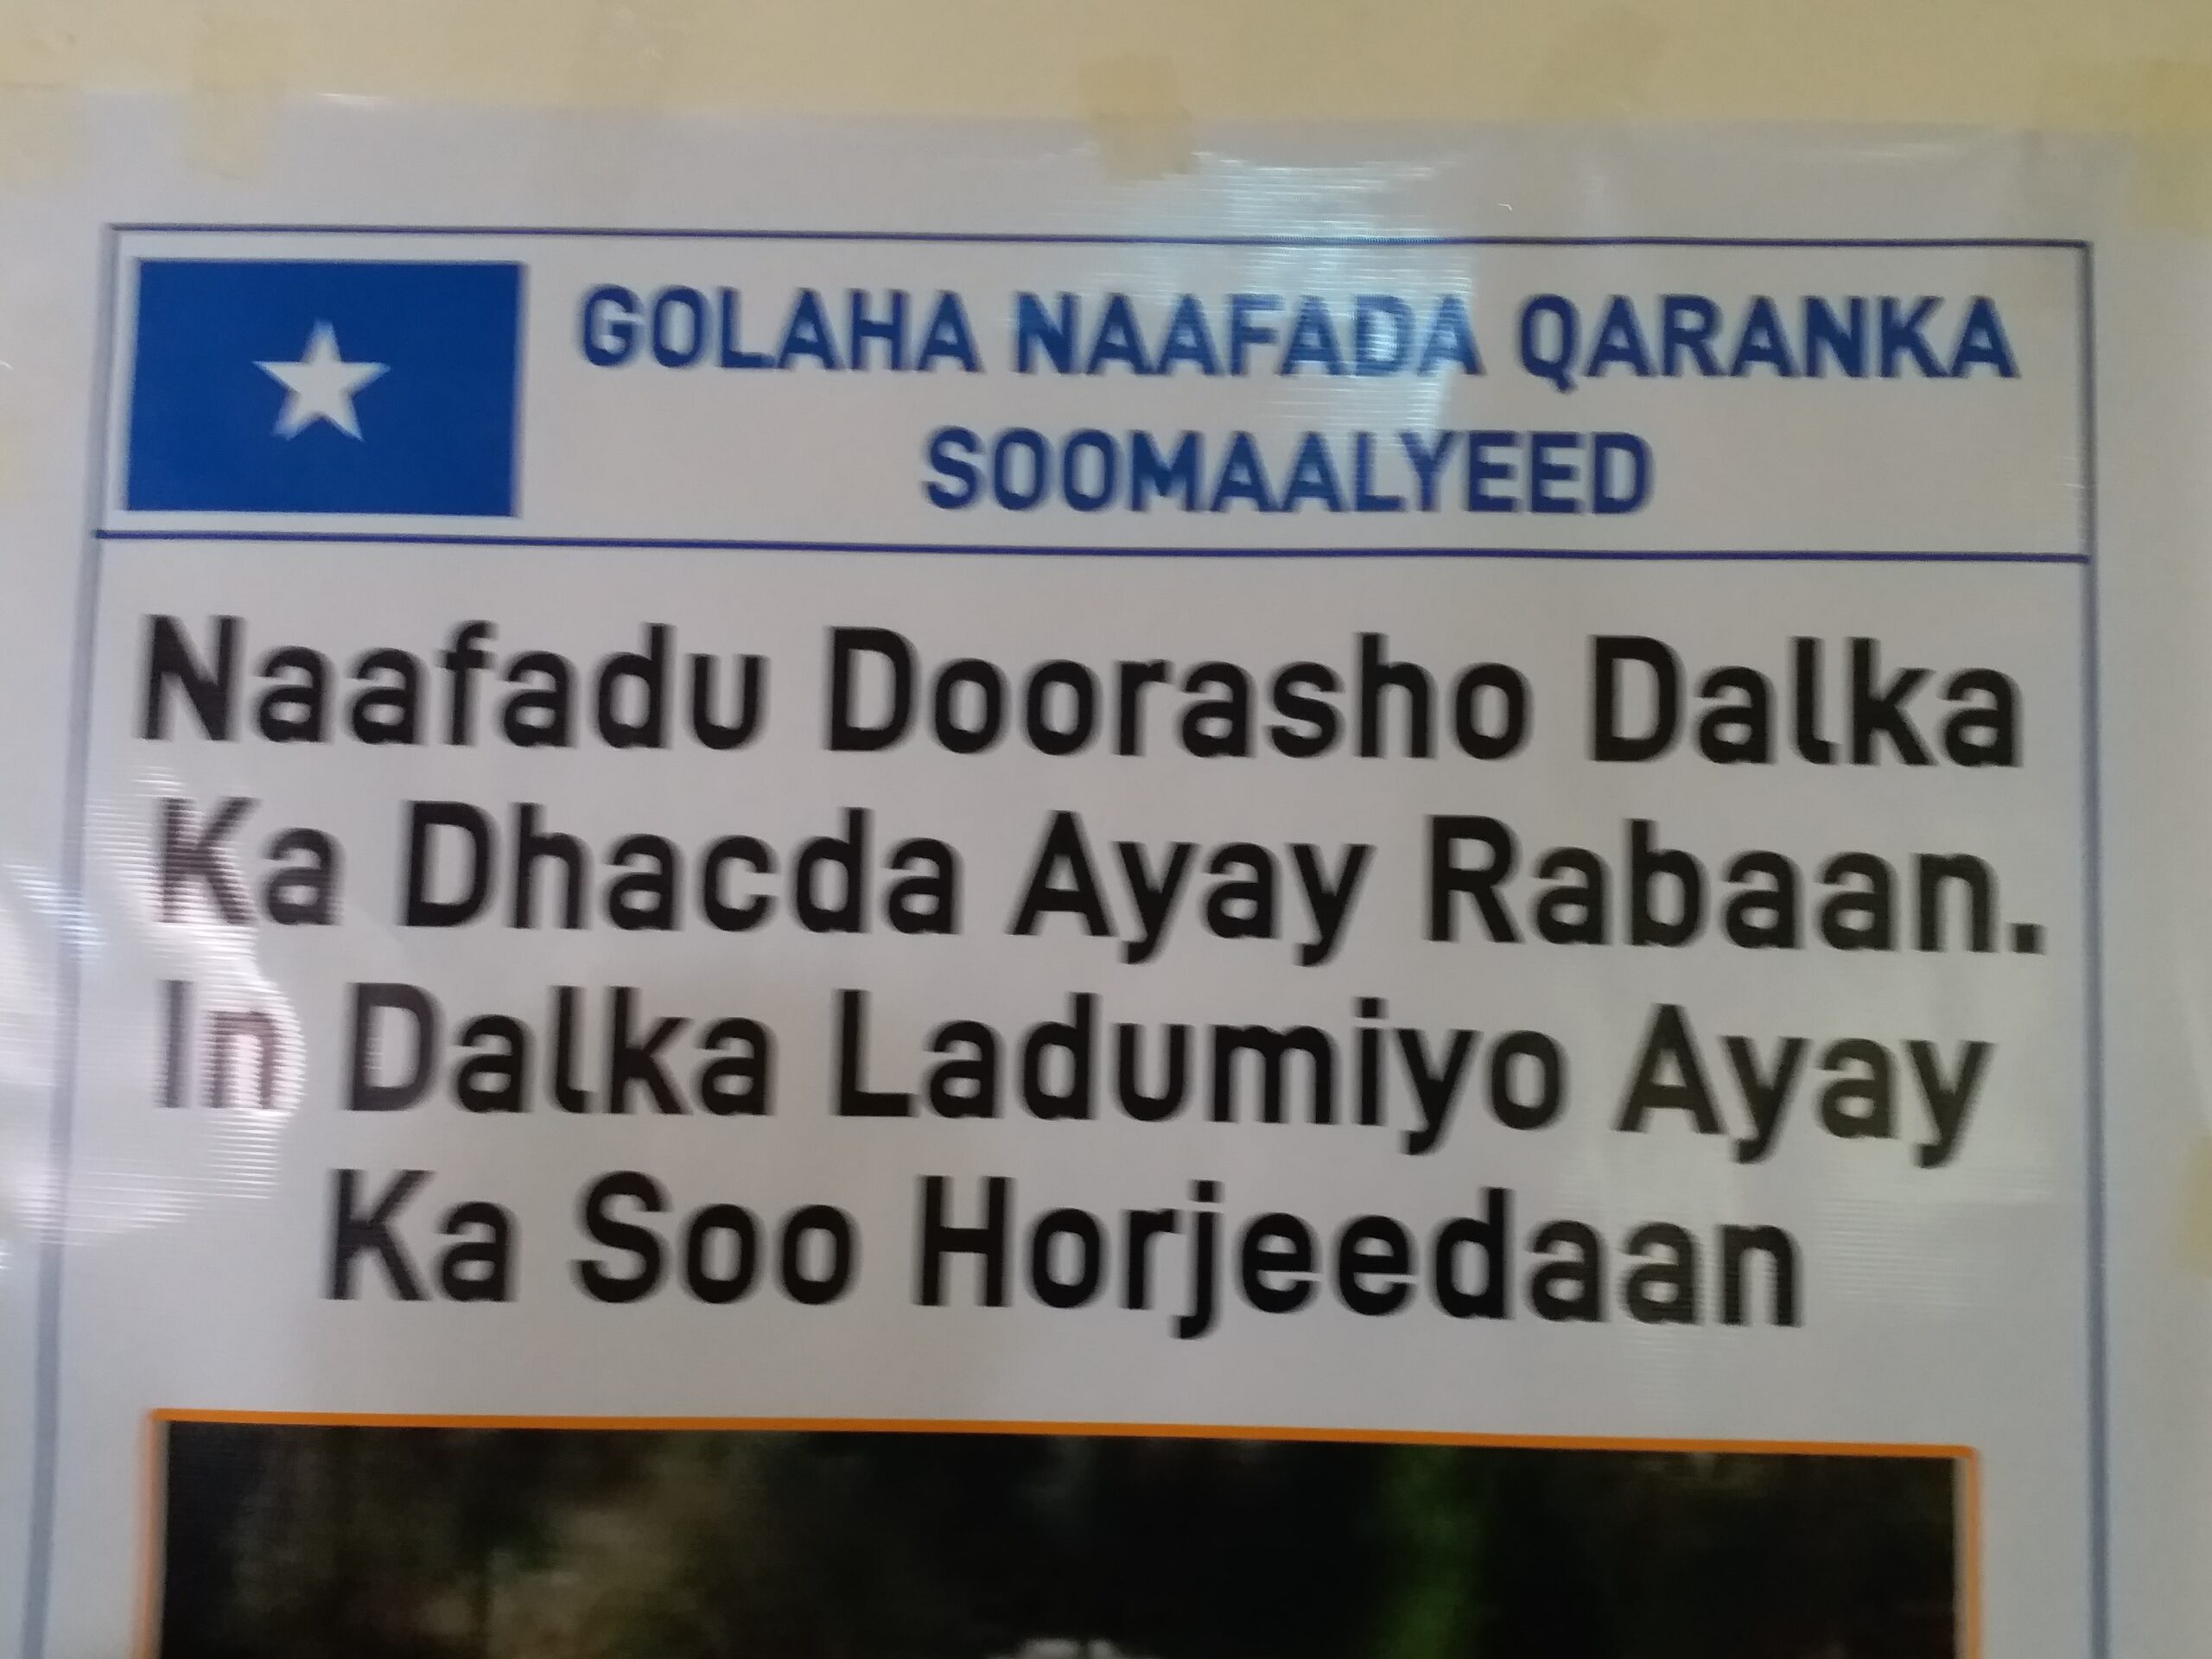 GOLAHA NAAFADA QARANKA
SOOMAALYEED
Naafadu Doorasho Dalka
Ka Dhacda Ayay Rabaan.
In Dalka Ladumiyo Ayay
Ka Soo Horjeedaan